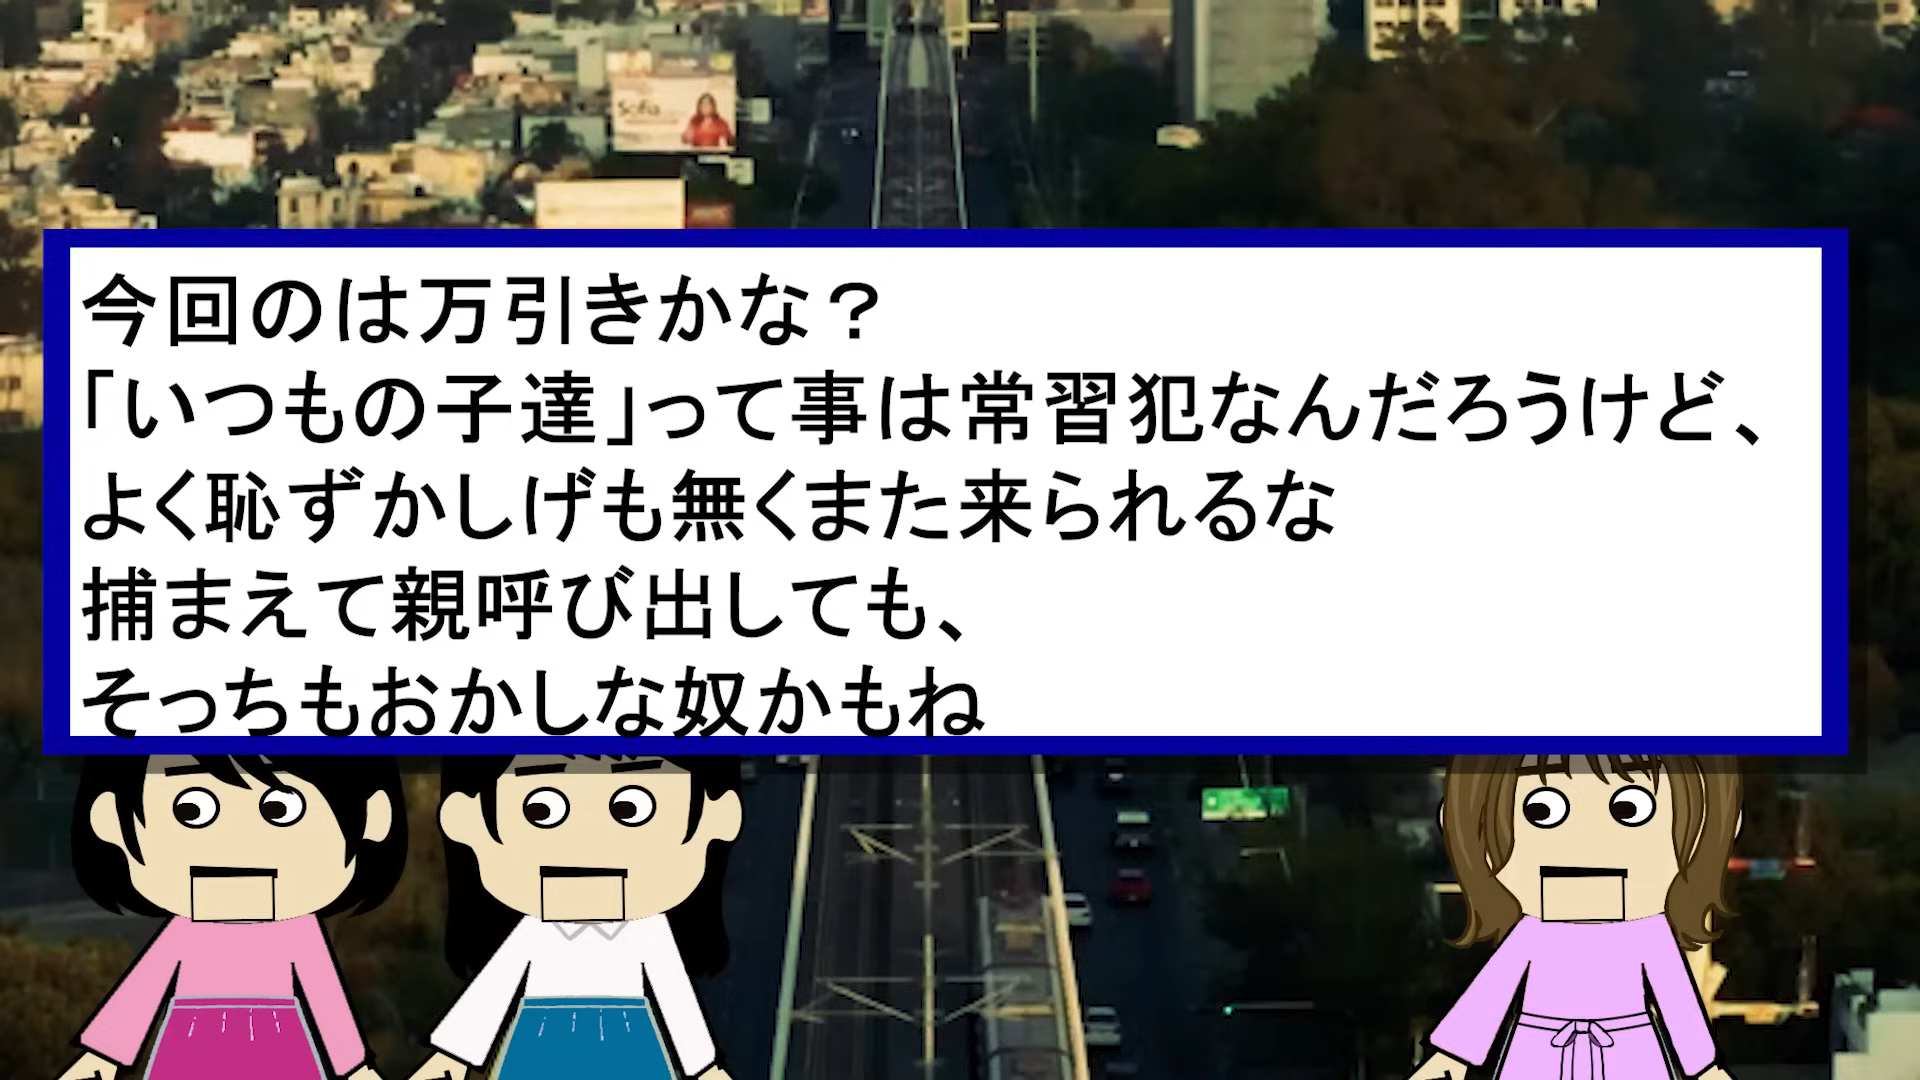 Sofia
今回のは万引きかな？
「いつもの子達」って事は常習犯なんだろうけど、
よく恥ずかしげも無くまた来られるな
捕まえて親呼び出しても、
そっちもおかしな奴かもね